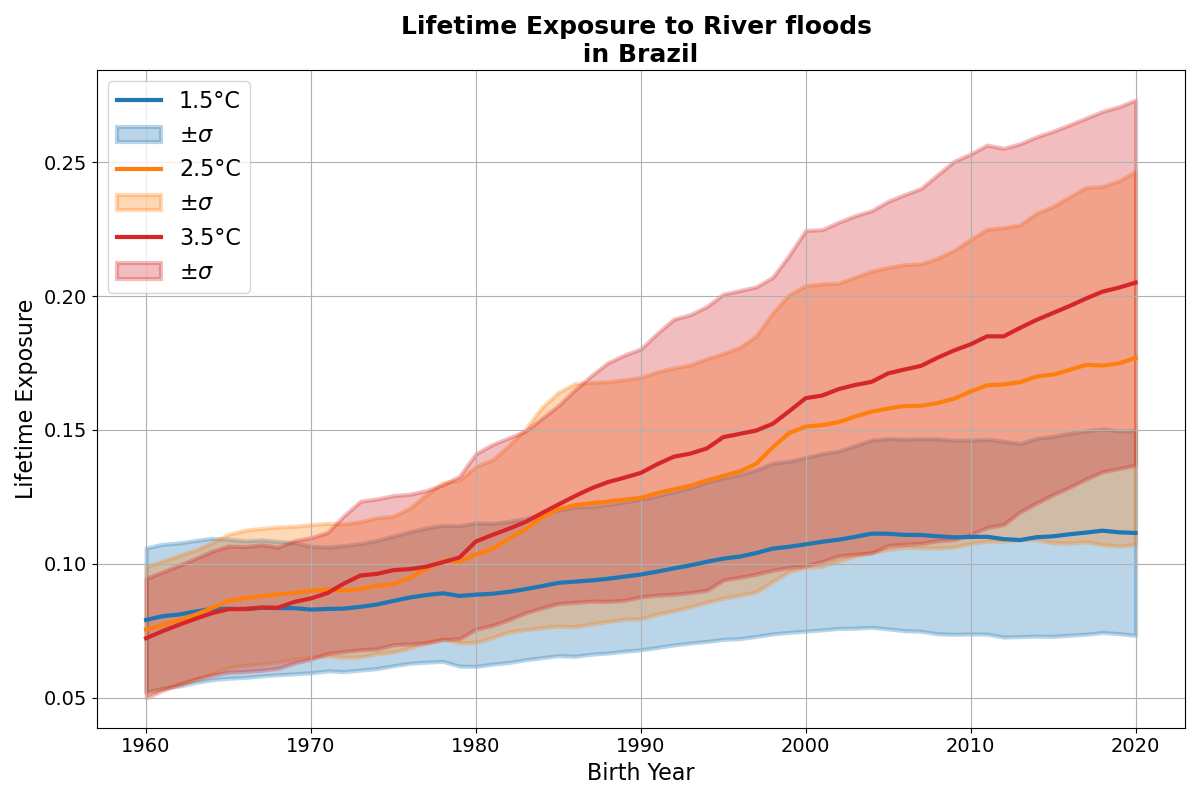 Lifetime Exposure to River floods
in Brazil
1.5°C
±σ
2.5°C
±σ
3.5°C
±σ
Lifetime Exposure
0.25
0.20
0.15
0.10
0.05
1960 1970 1980 1990 2000 2010 2020
Birth Year